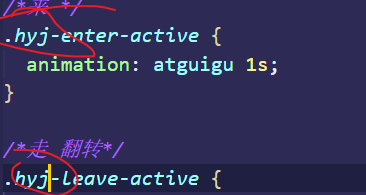 /*来 */
.hyj-enter-active {
animation: atguigu 1s;
}
/*走 翻转*/
.hyj-leave-active {